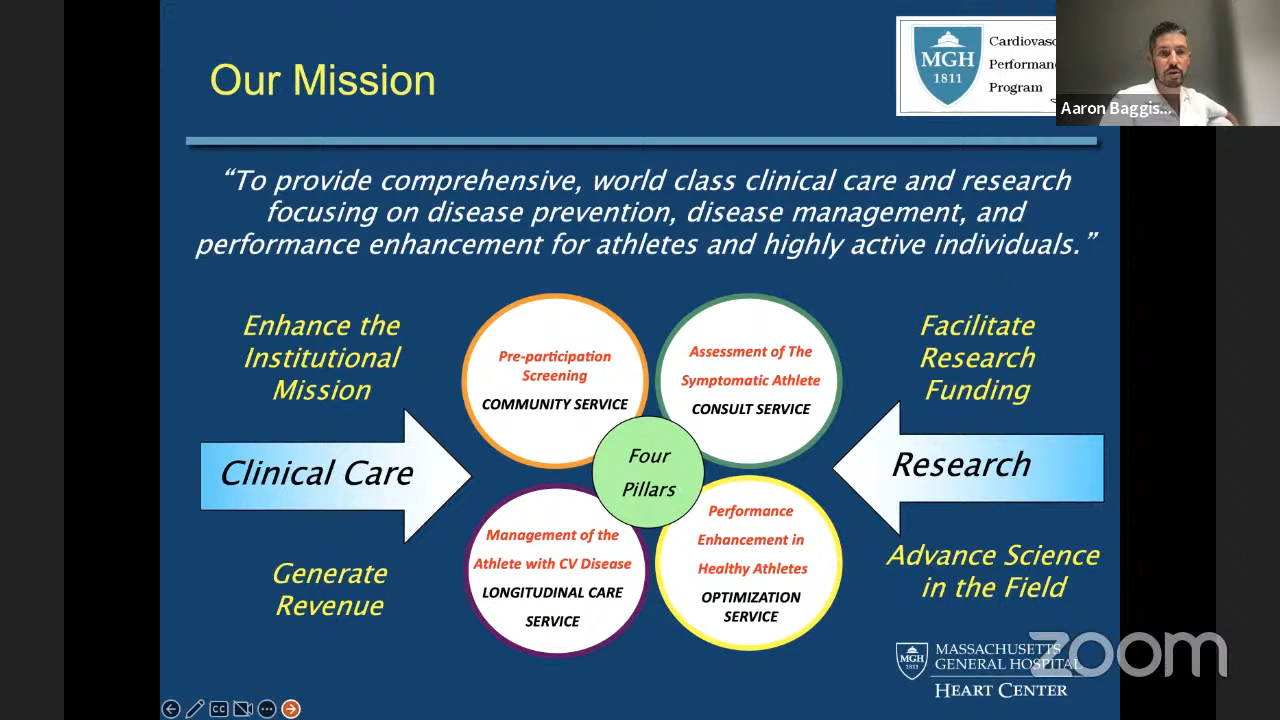 Our Mission
MGH
1811
Cardiovasc
Performan
Program
Aaron Baggis...
“To provide comprehensive, world class clinical care and research
focusing on disease prevention, disease management, and
performance enhancement for athletes and highly active individuals.”
Enhance the
Institutional
Mission
Clinical Care
Generate
Revenue
Pre-participation
Screening
COMMUNITY SERVICE
Assessment of The
Symptomatic Athlete
CONSULT SERVICE
Four
Pillars
Management of the
Athlete with CV Disease
LONGITUDINAL CARE
SERVICE
Performance
Enhancement in
Healthy Athletes
OPTIMIZATION
SERVICE
Facilitate
Research
Funding
Research
Advance Science
in the Field
MGH
1811
MASSACHUSETTS
GENERAL HOSPITAL
HEART CENTER
zoom
CC